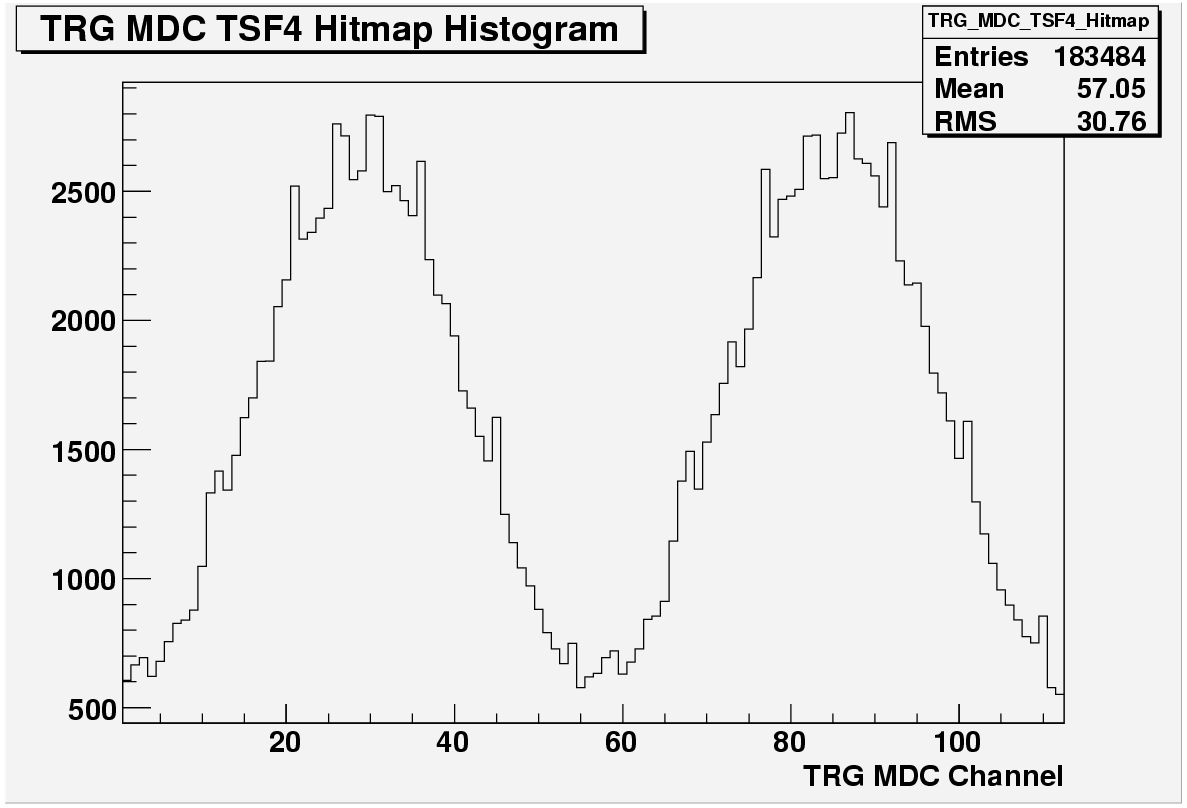 TRG MDC TSF4 Hitmap Histogram
TRG_MDC_TSF4_Hitmap
Entries 183484
Mean 57.05
RMS 30.76
2500
2000
1500
1000
500
20 40 60 80 100
TRG MDC Channel